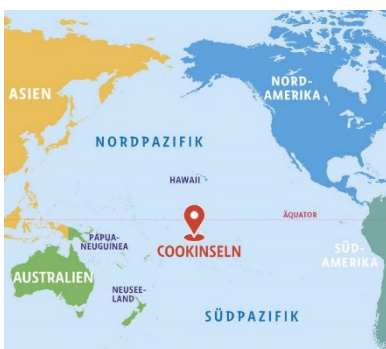 ASIEN
NORD-
AMERIKA
NORDPAZIFIK
HAWAII
ÄQUATOR
PAPUA-
NEUGUINEA
COOKINSELN
SÜD-
AMERIKA
AUSTRALIEN
NEUSEE-
LAND
SÜDPAZIFIK